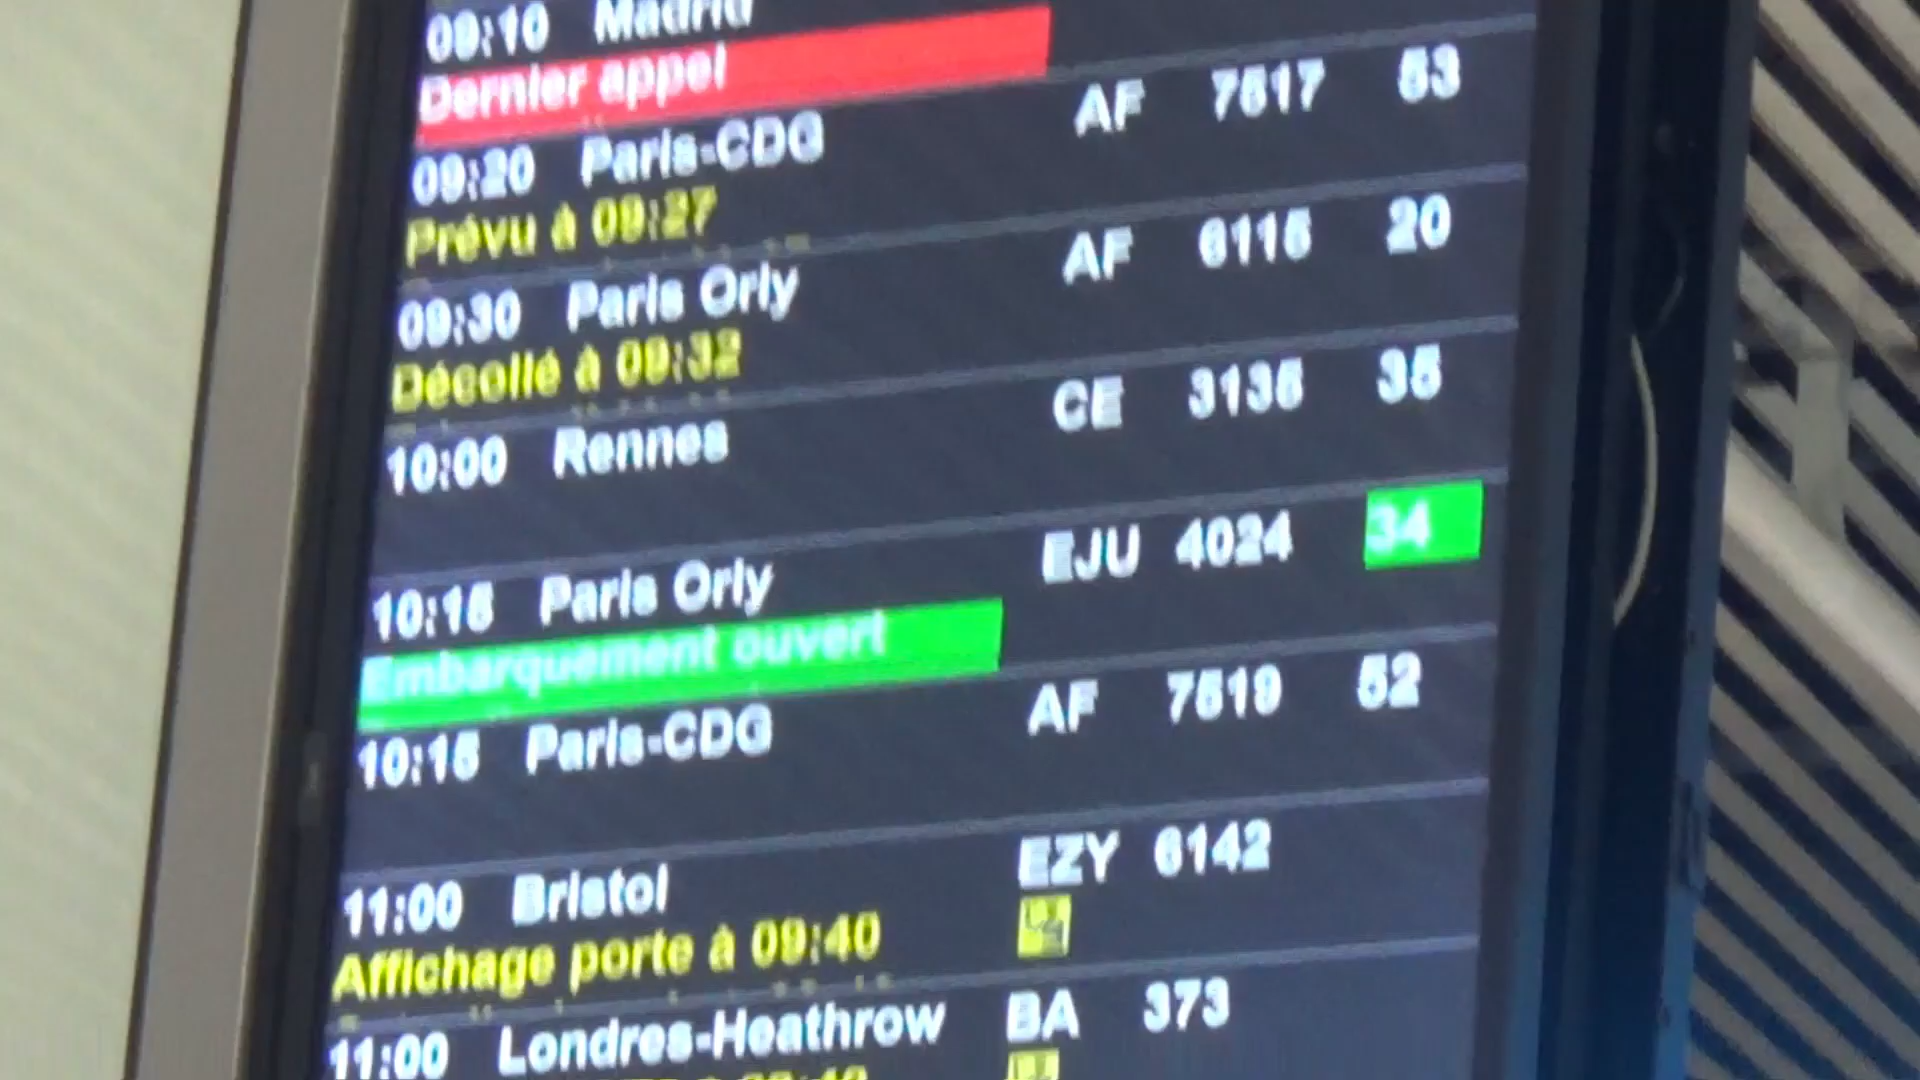 09:10 Madrid
Dernier appel
09:20 Paris-CDG AF 7517 53
Prévu à 09:27
09:30 Paris Orly AF 6115 20
Décollé à 09:32
10:00 Rennes CE 3135 35
10:15 Paris Orly EJU 4024 34
Embarquement ouvert
10:15 Paris-CDG AF 7519 52
11:00 Bristol EZY 6142
Affichage porte à 09:40
11:00 Londres-Heathrow BA 373